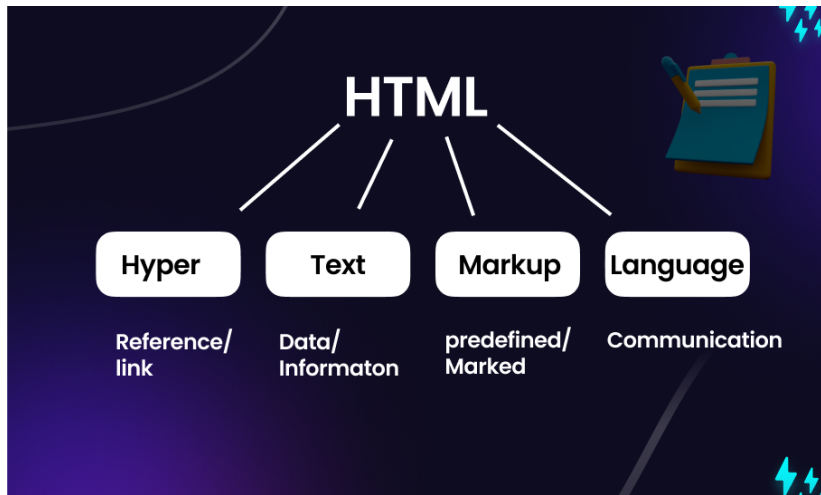 HTML
Hyper
Text
Markup
Language
Reference/
link
Data/
Informaton
predefined/
Marked
Communication